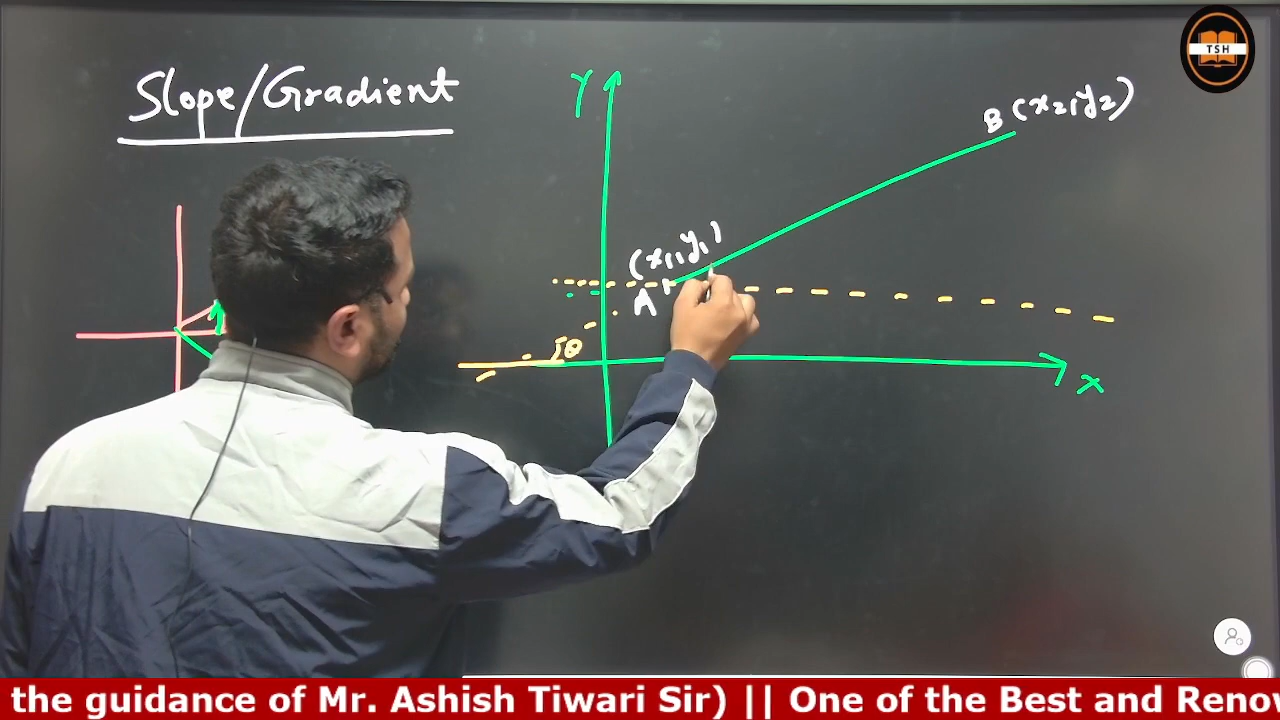 Slope/Gradient
Y
B (x₂, y₂)
(x₁, y₁)
A
θ
x
TSH
the guidance of Mr. Ashish Tiwari Sir) || One of the Best and Reno